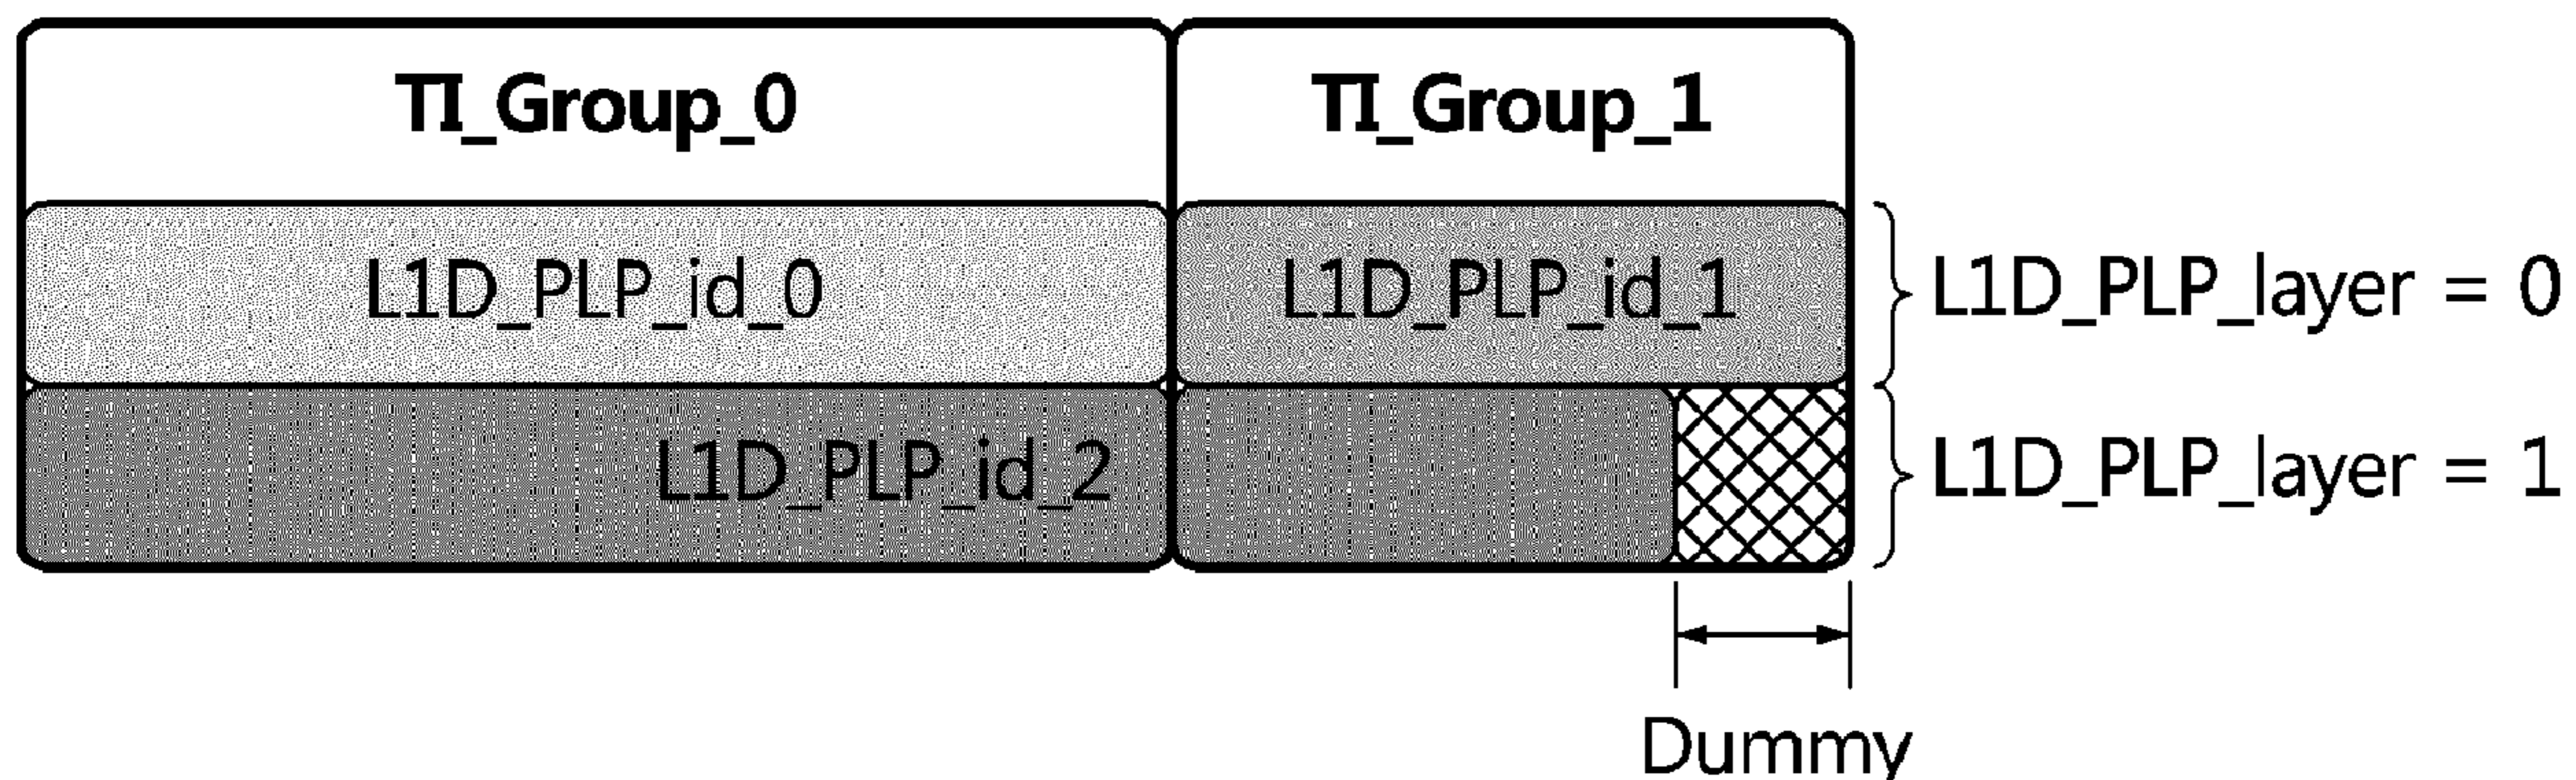 TI_Group_0 TI_Group_1
L1D_PLP_id_0 L1D_PLP_id_1 L1D_PLP_layer = 0
L1D_PLP_id_2 L1D_PLP_layer = 1
Dummy